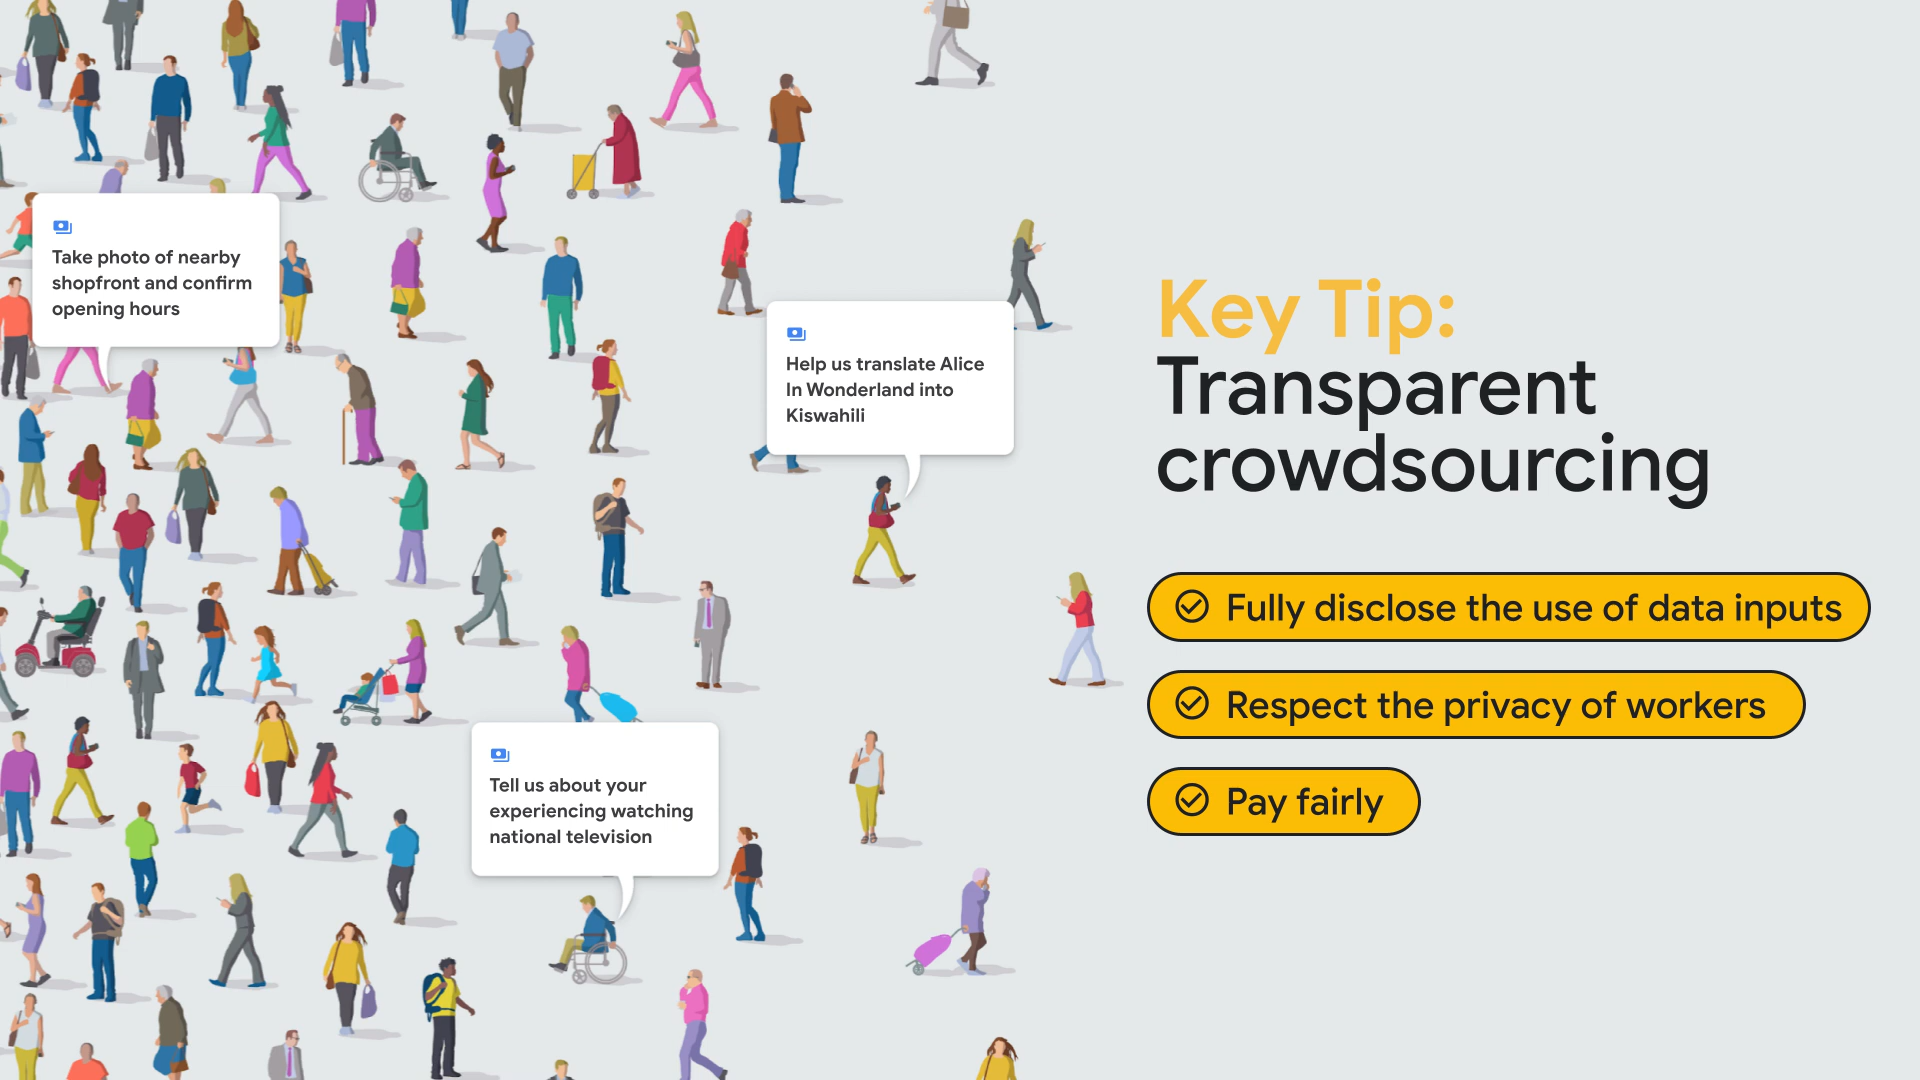 Take photo of nearby
shopfront and confirm
opening hours
Help us translate Alice
In Wonderland into
Kiswahili
Tell us about your
experiencing watching
national television
Key Tip:
Transparent
crowdsourcing
Fully disclose the use of data inputs
Respect the privacy of workers
Pay fairly